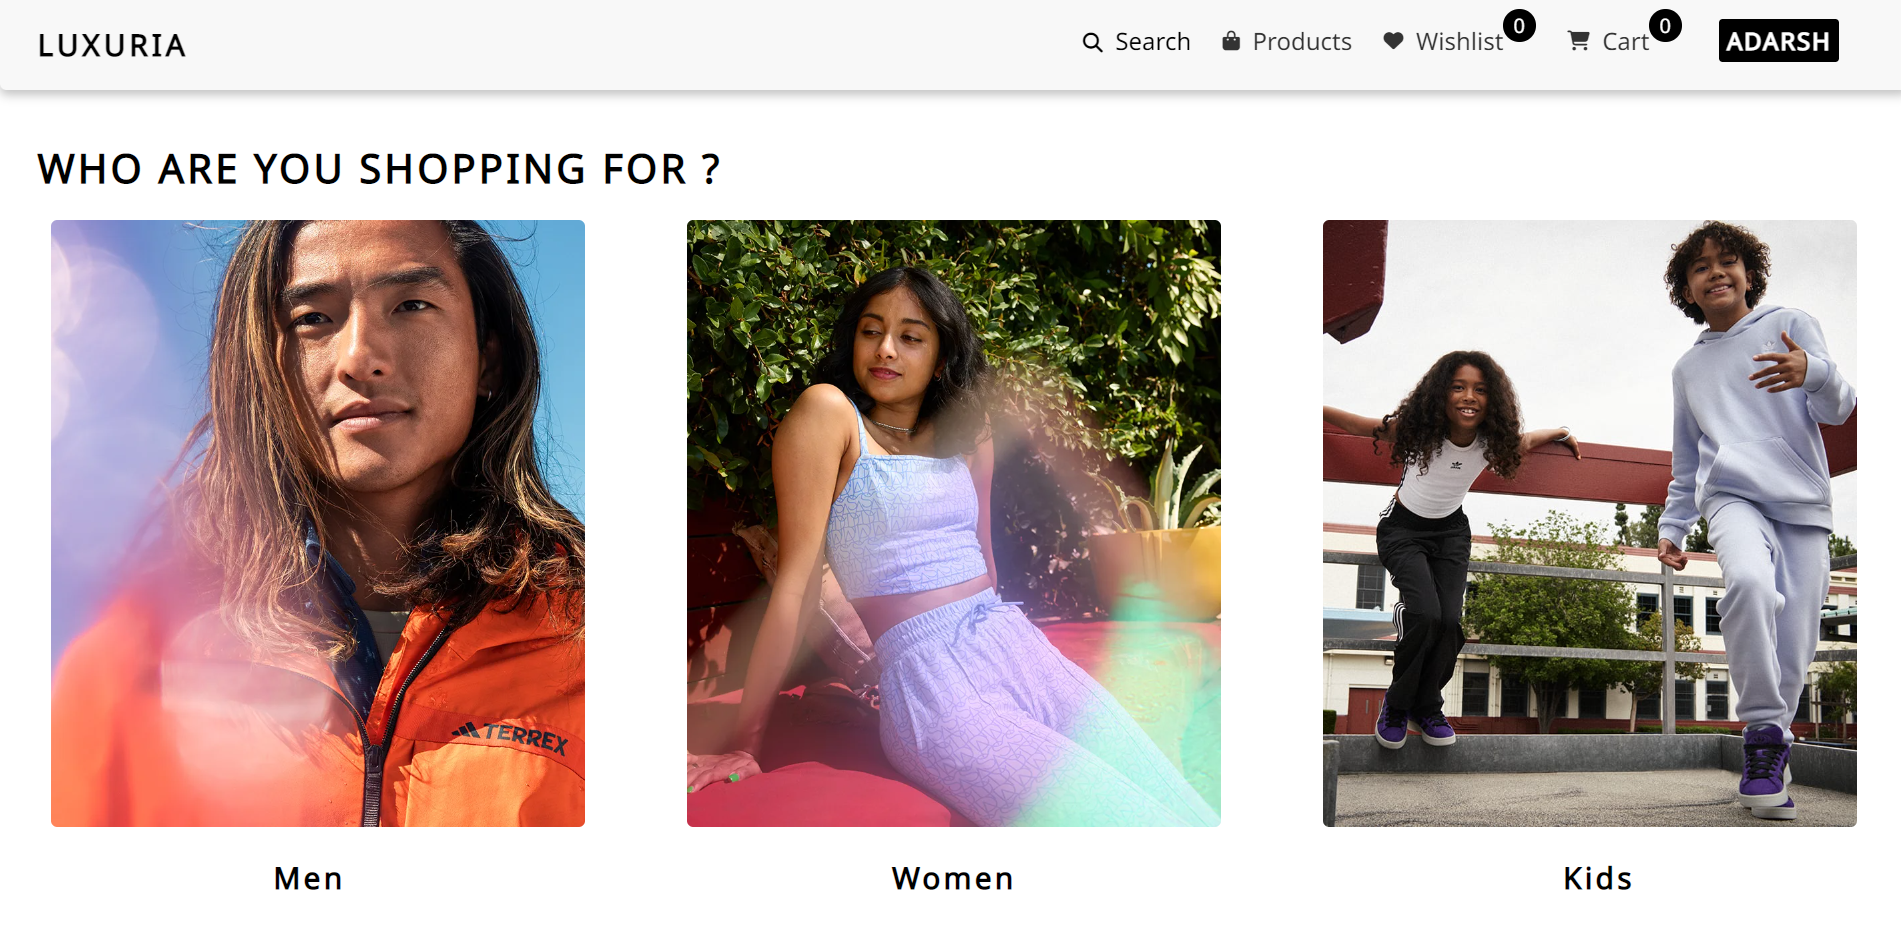 LUXURIA
Search Products Wishlist 0 Cart 0 ADARSH
WHO ARE YOU SHOPPING FOR ?
TERREX
Men Women Kids